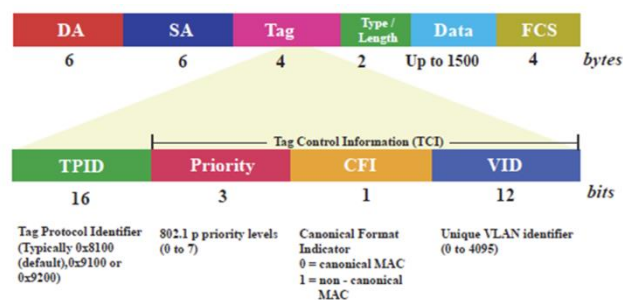 DA SA Tag Type / Length Data FCS
6 6 4 2 Up to 1500 4 bytes
Tag Control Information (TCI)
TPID Priority CFI VID
16 3 1 12 bits
Tag Protocol Identifier
(Typically 0x8100
(default),0x9100 or
0x9200)
802.1 p priority levels
(0 to 7)
Canonical Format
Indicator
0 = canonical MAC
1 = non - canonical
MAC
Unique VLAN identifier
(0 to 4095)